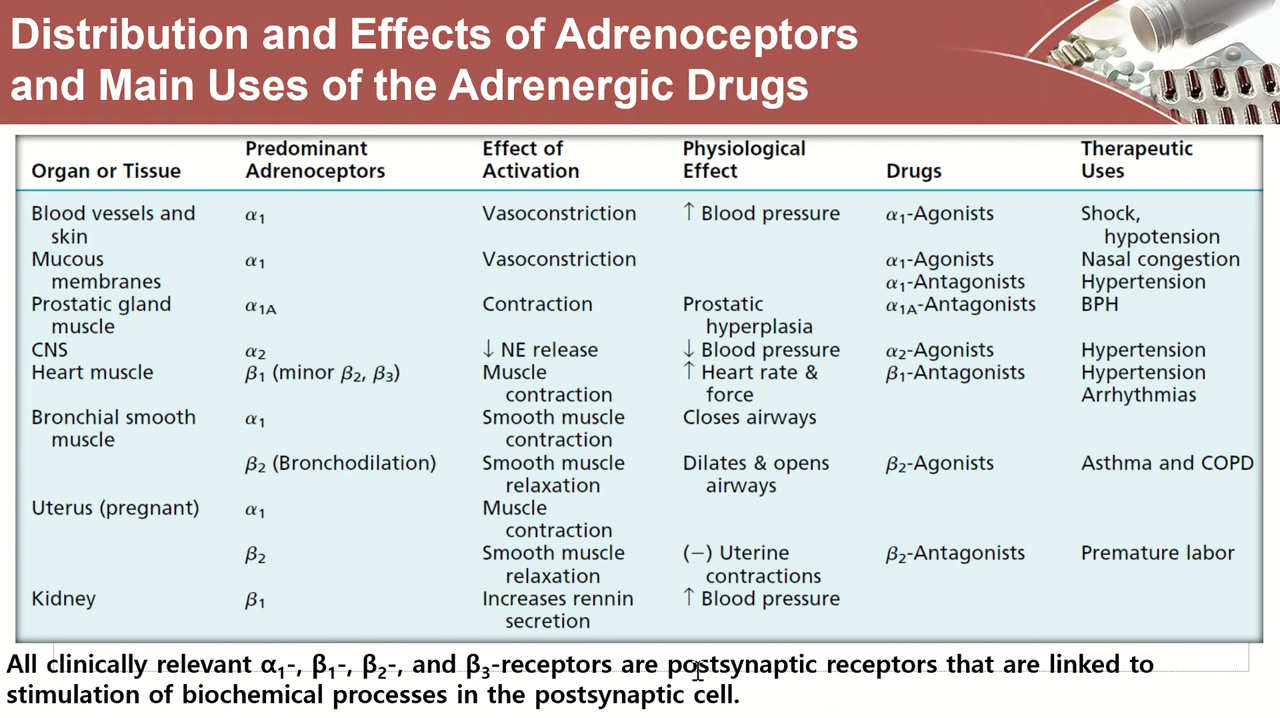 Distribution and Effects of Adrenoceptors
and Main Uses of the Adrenergic Drugs
Organ or Tissue Predominant Adrenoceptors Effect of Activation Physiological Effect Drugs Therapeutic Uses
Blood vessels and skin α₁ Vasoconstriction ↑ Blood pressure α₁-Agonists Shock, hypotension
Mucous membranes α₁ Vasoconstriction α₁-Agonists Nasal congestion
α₁-Antagonists Hypertension
Prostatic gland muscle α₁A Contraction Prostatic hyperplasia α₁A-Antagonists BPH
CNS α₂ ↓ NE release ↓ Blood pressure α₂-Agonists Hypertension
Heart muscle β₁ (minor β₂, β₃) Muscle contraction ↑ Heart rate & force β₁-Antagonists Hypertension Arrhythmias
Bronchial smooth muscle α₁ Smooth muscle contraction Closes airways
β₂ (Bronchodilation) Smooth muscle relaxation Dilates & opens airways β₂-Agonists Asthma and COPD
Uterus (pregnant) α₁ Muscle contraction
β₂ Smooth muscle relaxation (−) Uterine contractions β₂-Antagonists Premature labor
Kidney β₁ Increases rennin secretion ↑ Blood pressure
All clinically relevant α₁-, β₁-, β₂-, and β₃-receptors are postsynaptic receptors that are linked to
stimulation of biochemical processes in the postsynaptic cell.